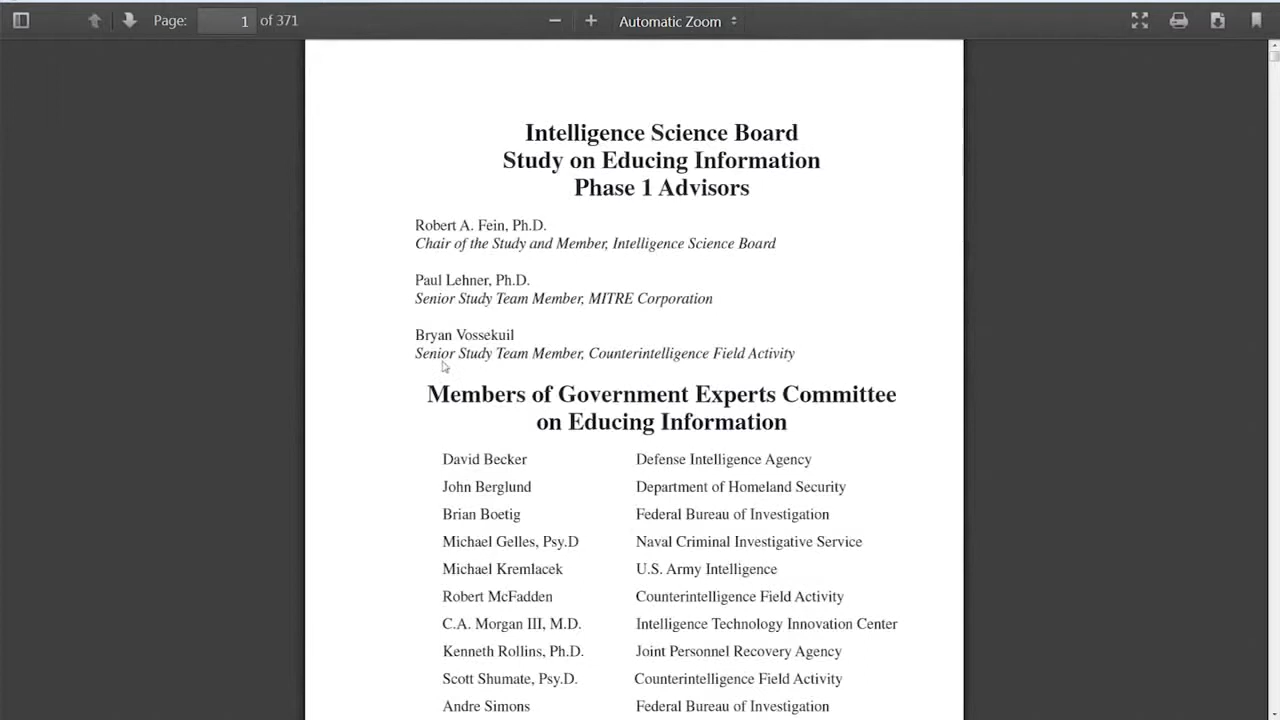 Page: 1 of 371 Automatic Zoom
Intelligence Science Board
Study on Educing Information
Phase 1 Advisors
Robert A. Fein, Ph.D.
Chair of the Study and Member, Intelligence Science Board
Paul Lehner, Ph.D.
Senior Study Team Member, MITRE Corporation
Bryan Vossekuil
Senior Study Team Member, Counterintelligence Field Activity
Members of Government Experts Committee
on Educing Information
David Becker Defense Intelligence Agency
John Berglund Department of Homeland Security
Brian Boetig Federal Bureau of Investigation
Michael Gelles, Psy.D Naval Criminal Investigative Service
Michael Kremlacek U.S. Army Intelligence
Robert McFadden Counterintelligence Field Activity
C.A. Morgan III, M.D. Intelligence Technology Innovation Center
Kenneth Rollins, Ph.D. Joint Personnel Recovery Agency
Scott Shumate, Psy.D. Counterintelligence Field Activity
Andre Simons Federal Bureau of Investigation